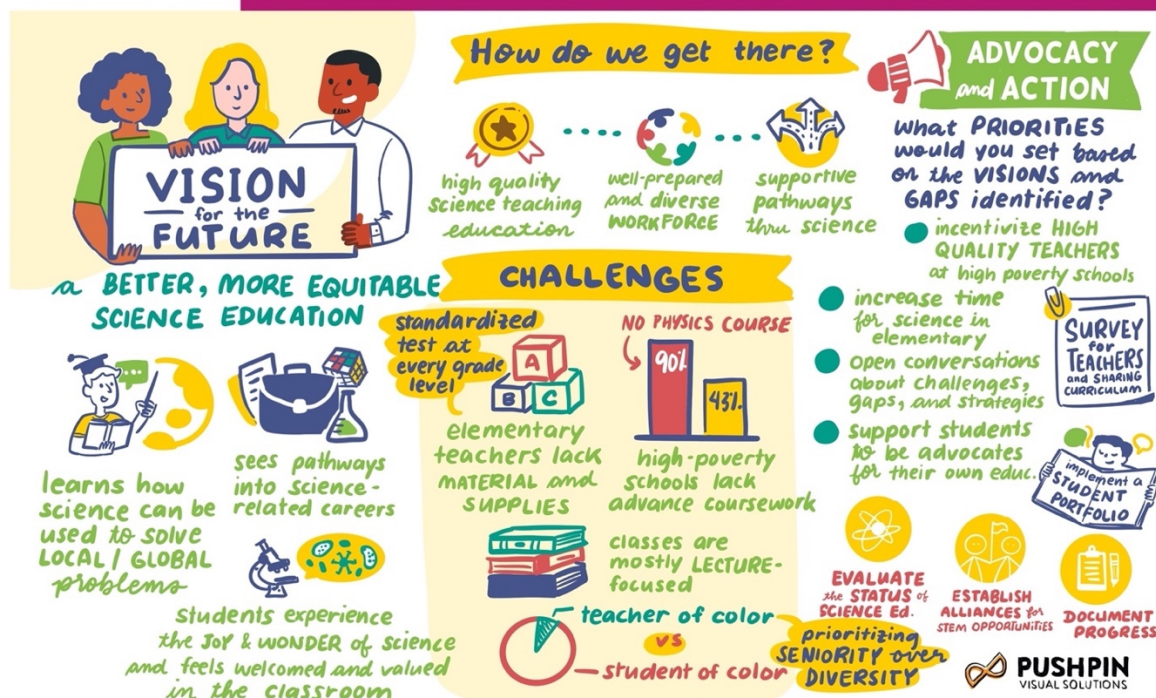 VISION
for the
FUTURE
a BETTER, MORE EQUITABLE
SCIENCE EDUCATION
learns how
science can be
used to solve
LOCAL / GLOBAL
problems
sees pathways
into science-
related careers
students experience
the JOY & WONDER of science
and feels welcomed and valued
in the classroom
How do we get there?
high quality
science teaching
education
well-prepared
and diverse
WORKFORCE
supportive
pathways
thru science
CHALLENGES
standardized
test at
every grade
level
A
B C
elementary
teachers lack
MATERIAL and
SUPPLIES
NO PHYSICS COURSE
90%
43%
high-poverty
schools lack
advance coursework
classes are
mostly LECTURE-
focused
teacher of color
vs
student of color
prioritizing
SENIORITY over
DIVERSITY
ADVOCACY
and ACTION
what PRIORITIES
would you set based
on the VISIONS and
GAPS identified?
incentivize HIGH
QUALITY TEACHERS
at high poverty schools
increase time
for science in
elementary
open conversations
about challenges,
gaps, and strategies
support students
to be advocates
for their own educ.
SURVEY
for
TEACHERS
and SHARING
CURRICULUM
implement a
STUDENT
PORTFOLIO
EVALUATE
the STATUS of
SCIENCE Ed.
ESTABLISH
ALLIANCES for
STEM OPPORTUNITIES
DOCUMENT
PROGRESS
PUSHPIN
VISUAL SOLUTIONS